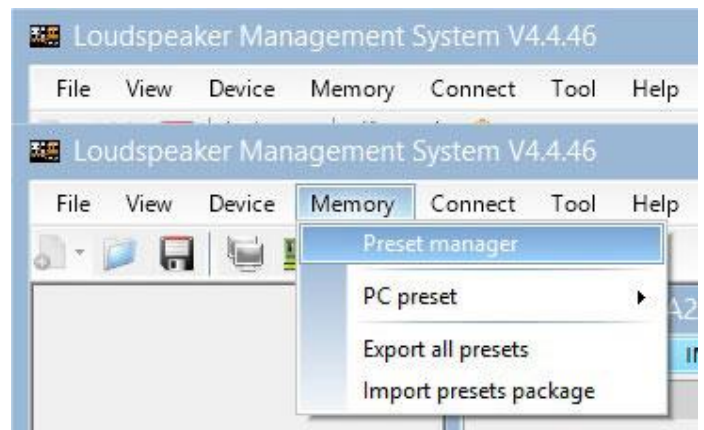 Loudspeaker Management System V4.4.46
File View Device Memory Connect Tool Help
Loudspeaker Management System V4.4.46
File View Device Memory Connect Tool Help
Preset manager
PC preset
Export all presets
Import presets package